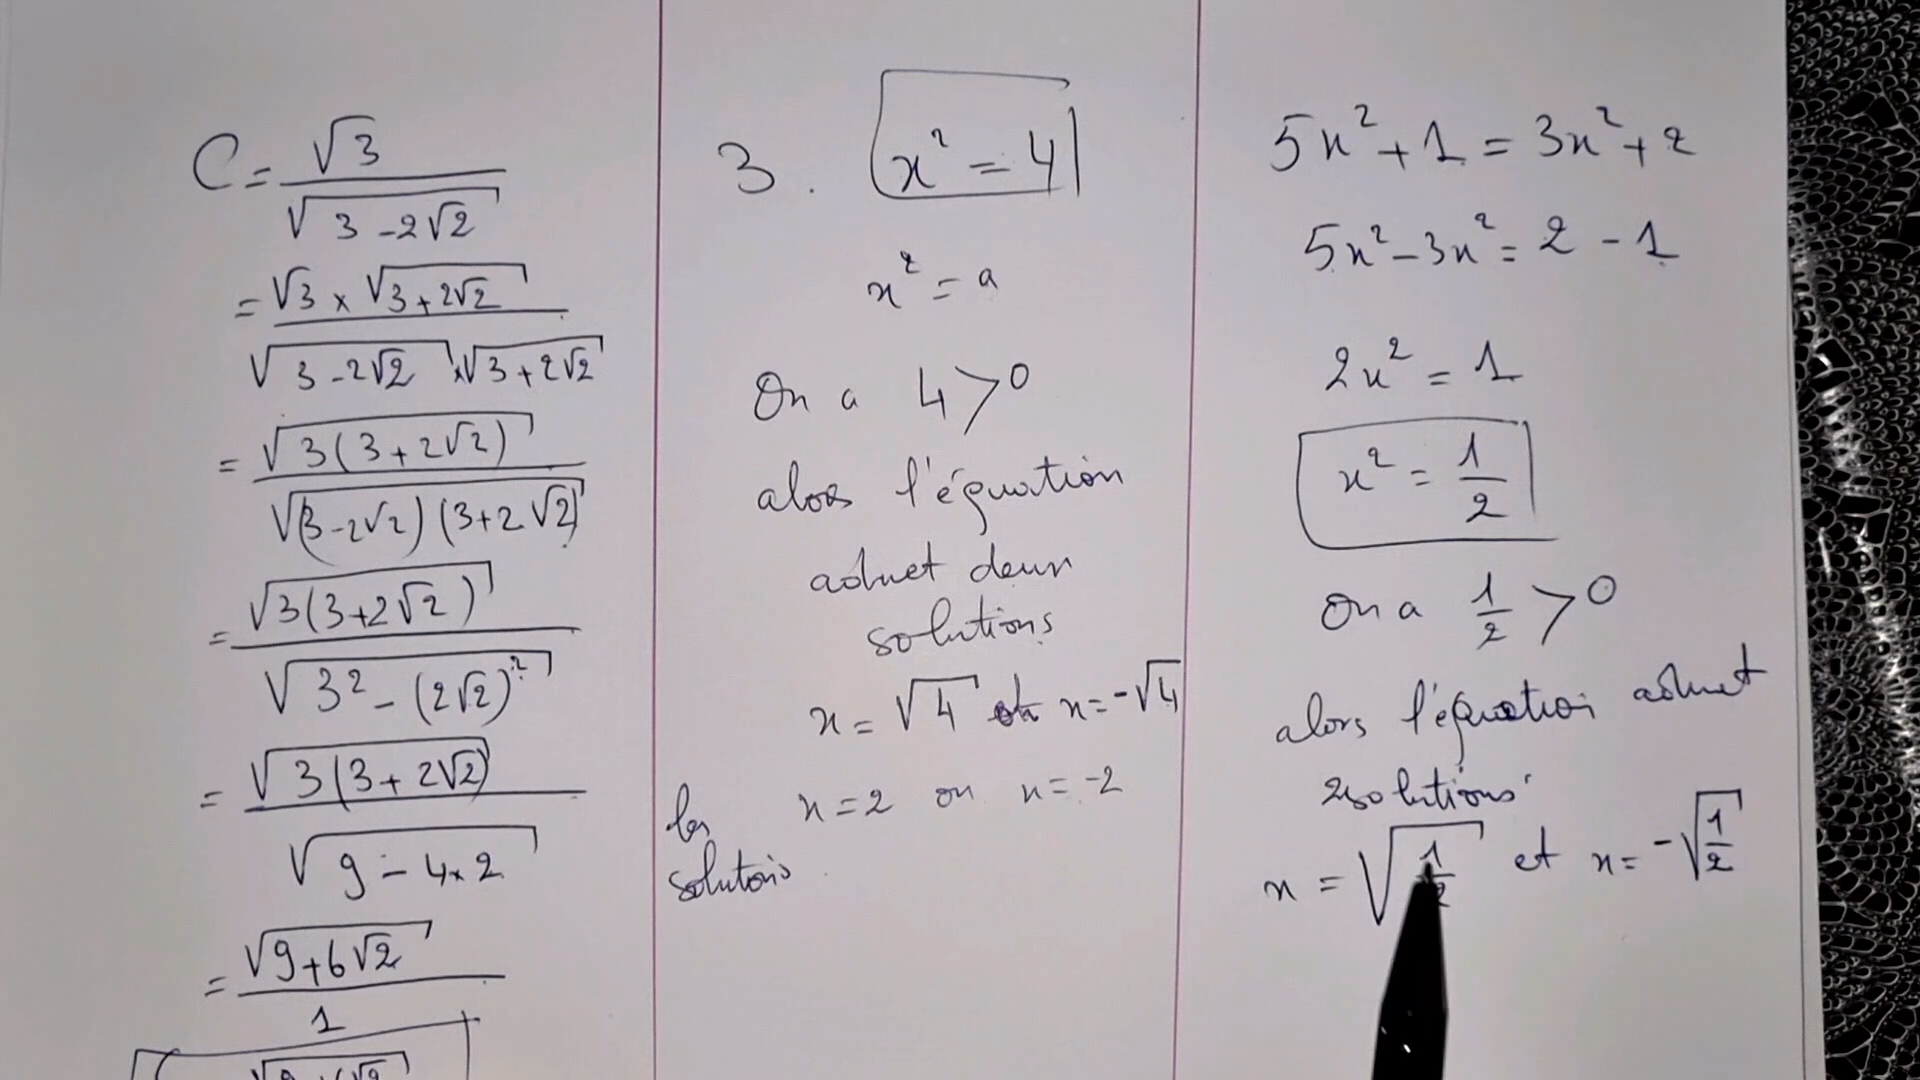 C = √3 / √(3 - 2√2)
= √3 × √(3 + 2√2) / √(3 - 2√2) × √(3 + 2√2)
= √(3(3 + 2√2)) / √((3 - 2√2)(3 + 2√2))
= √(3(3 + 2√2)) / √(3² - (2√2)²)
= √(3(3 + 2√2)) / √(9 - 4×2)
= √(9 + 6√2) / 1
3. x² = 4
x² = a
On a 4 > 0
alors l'équation
admet deux
solutions
x = √4 et x = -√4
les x = 2 ou x = -2
solutions
5x² + 1 = 3x² + 2
5x² - 3x² = 2 - 1
2x² = 1
x² = 1/2
On a 1/2 > 0
alors l'équation admet
2 solutions
x = √(1/2) et x = -√(1/2)